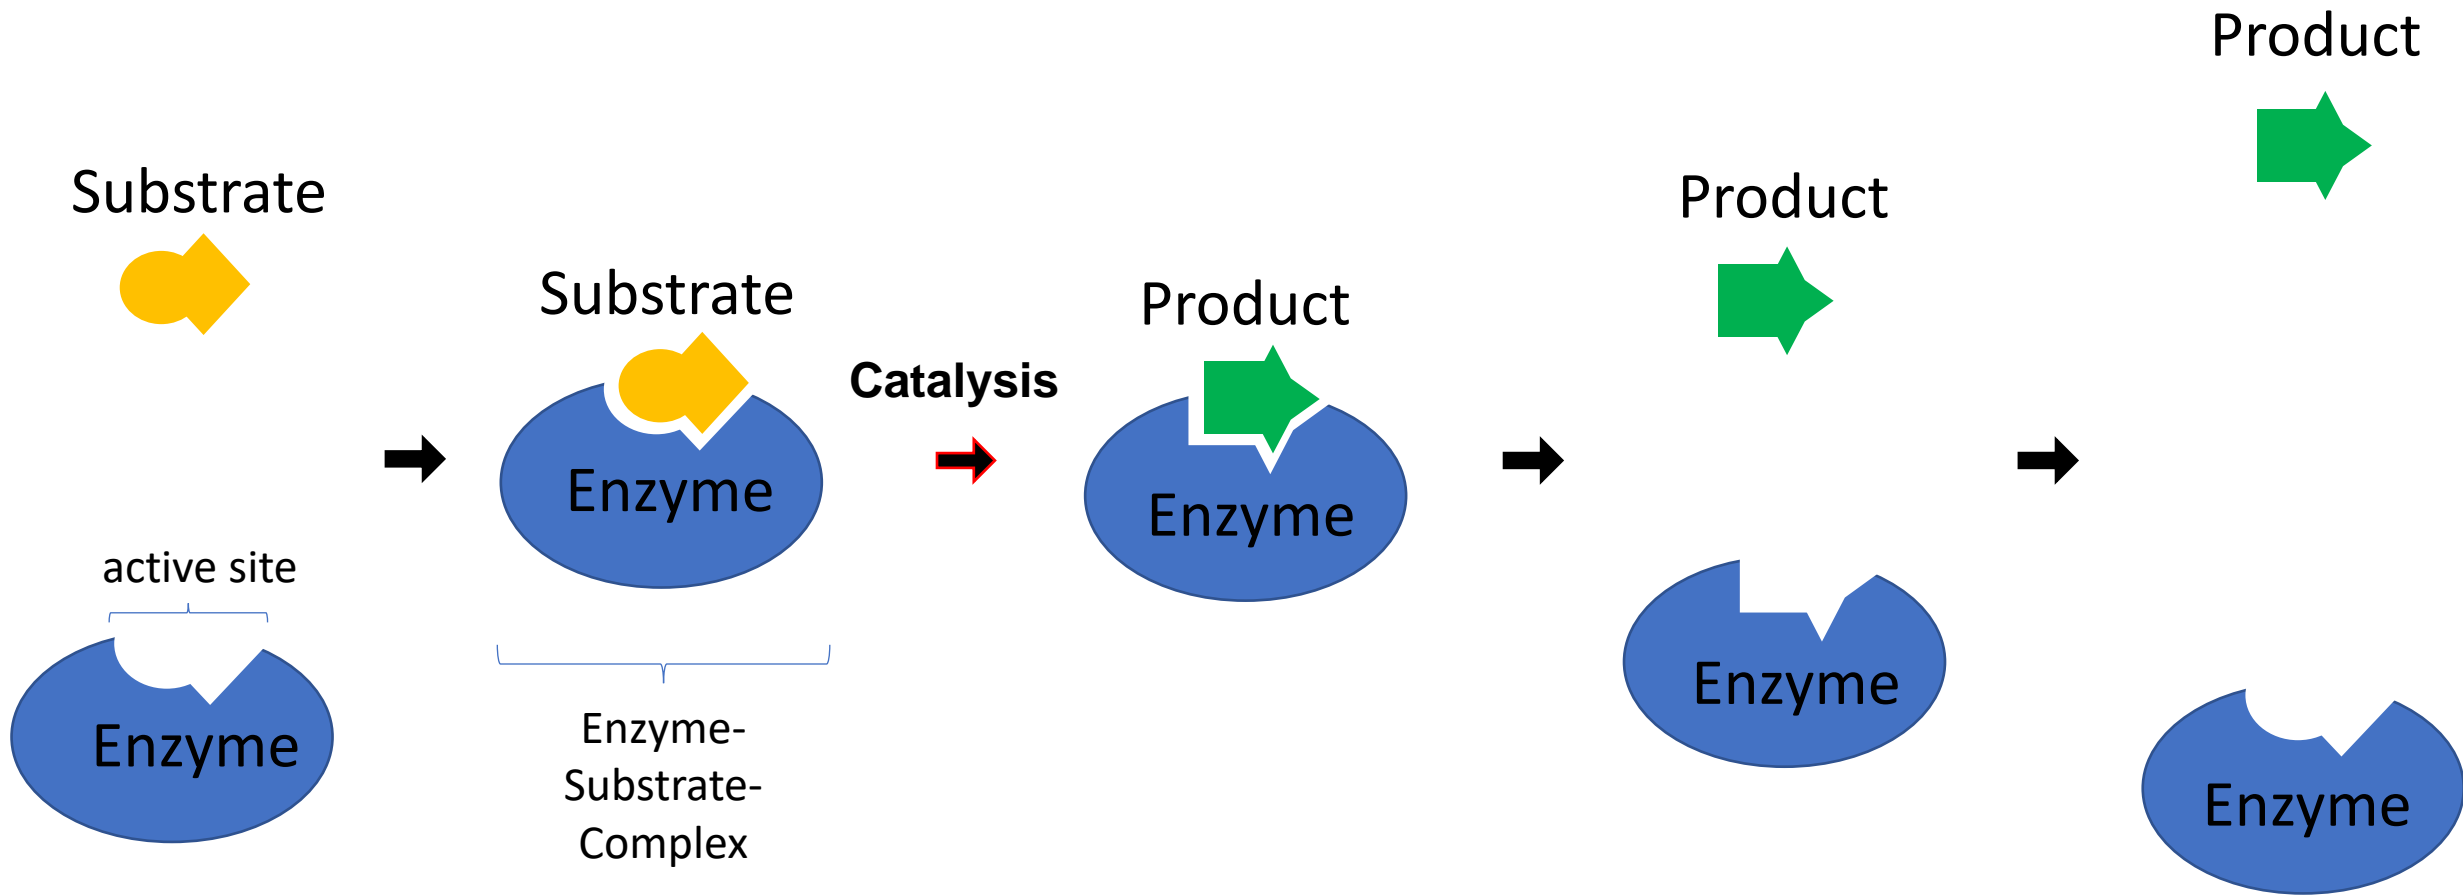 Substrate
active site
Enzyme
Substrate
Enzyme
Enzyme-
Substrate-
Complex
Catalysis
Product
Enzyme
Product
Enzyme
Product
Enzyme